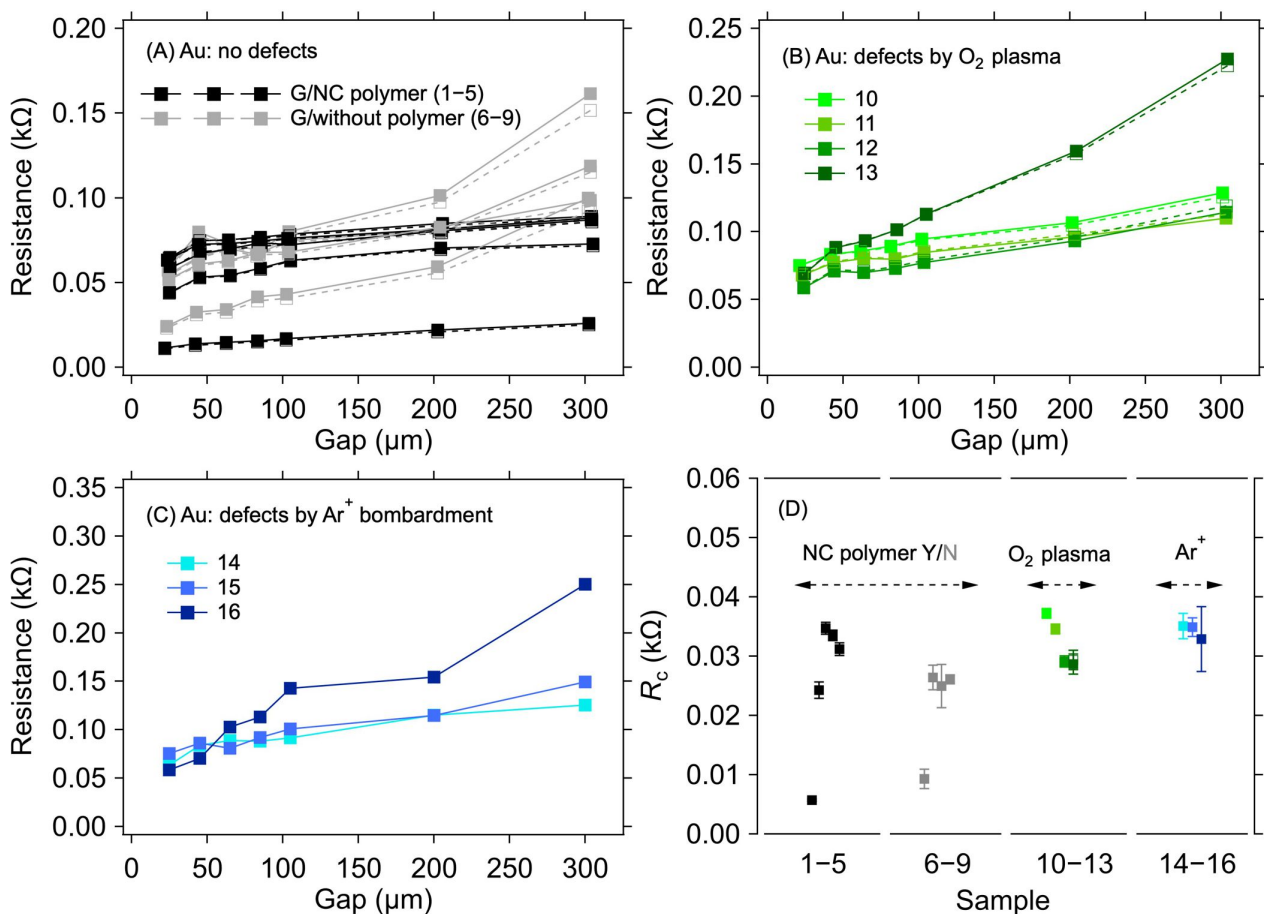 (A) Au: no defects
G/NC polymer (1−5)
G/without polymer (6−9)
0.20
0.15
0.10
0.05
0.00
Resistance (kΩ)
0 50 100 150 200 250 300
Gap (µm)
(B) Au: defects by O₂ plasma
10
11
12
13
0.25
0.20
0.15
0.10
0.05
0.00
Resistance (kΩ)
0 50 100 150 200 250 300
Gap (µm)
(C) Au: defects by Ar⁺ bombardment
14
15
16
0.35
0.30
0.25
0.20
0.15
0.10
0.05
0.00
Resistance (kΩ)
0 50 100 150 200 250 300
Gap (µm)
(D)
NC polymer Y/N O₂ plasma Ar⁺
0.06
0.05
0.04
0.03
0.02
0.01
0.00
R_c (kΩ)
1−5 6−9 10−13 14−16
Sample